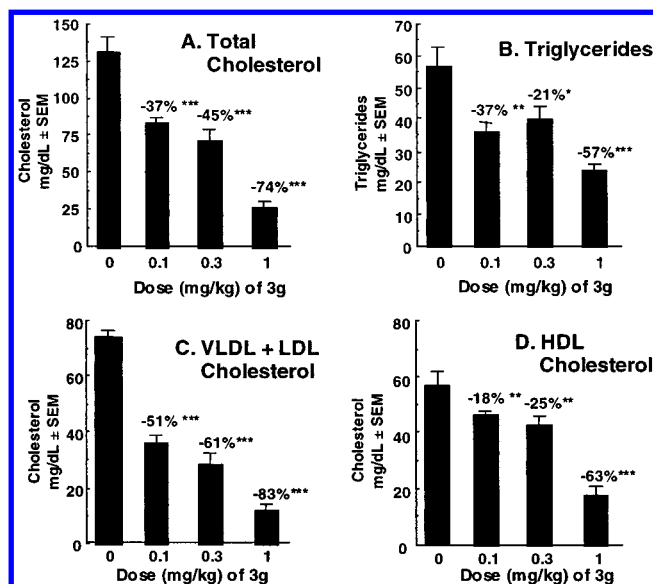 A. Total
Cholesterol
Cholesterol
mg/dL ± SEM
150
125
100
75
50
25
0
-37% ***
-45% ***
-74% ***
0 0.1 0.3 1
Dose (mg/kg) of 3g
B. Triglycerides
Triglycerides
mg/dL ± SEM
70
60
50
40
30
20
10
0
-37% **
-21% *
-57% ***
0 0.1 0.3 1
Dose (mg/kg) of 3g
C. VLDL + LDL
Cholesterol
Cholesterol
mg/dL ± SEM
80
60
40
20
0
-51% ***
-61% ***
-83% ***
0 0.1 0.3 1
Dose (mg/kg) of 3g
D. HDL
Cholesterol
Cholesterol
mg/dL ± SEM
80
60
40
20
0
-18% **
-25% **
-63% ***
0 0.1 0.3 1
Dose (mg/kg) of 3g